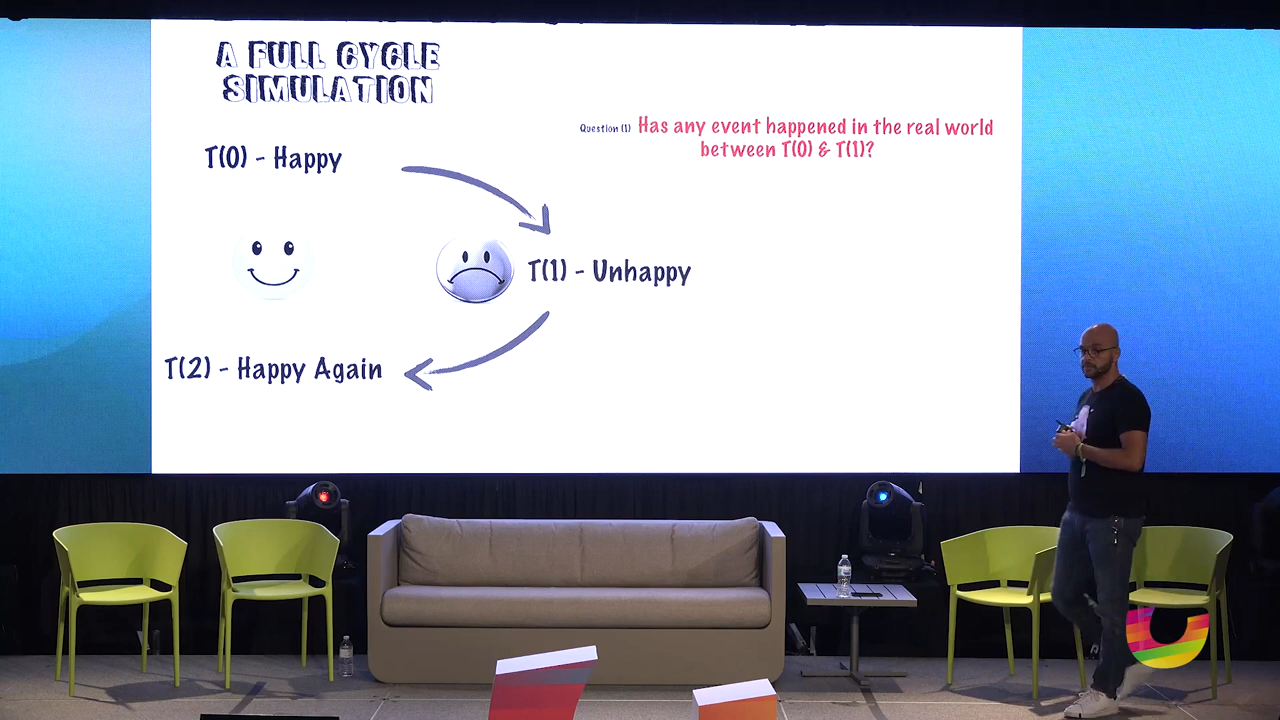 A FULL CYCLE
SIMULATION
Question (1) Has any event happened in the real world
between T(0) & T(1)?
T(0) - Happy
T(1) - Unhappy
T(2) - Happy Again